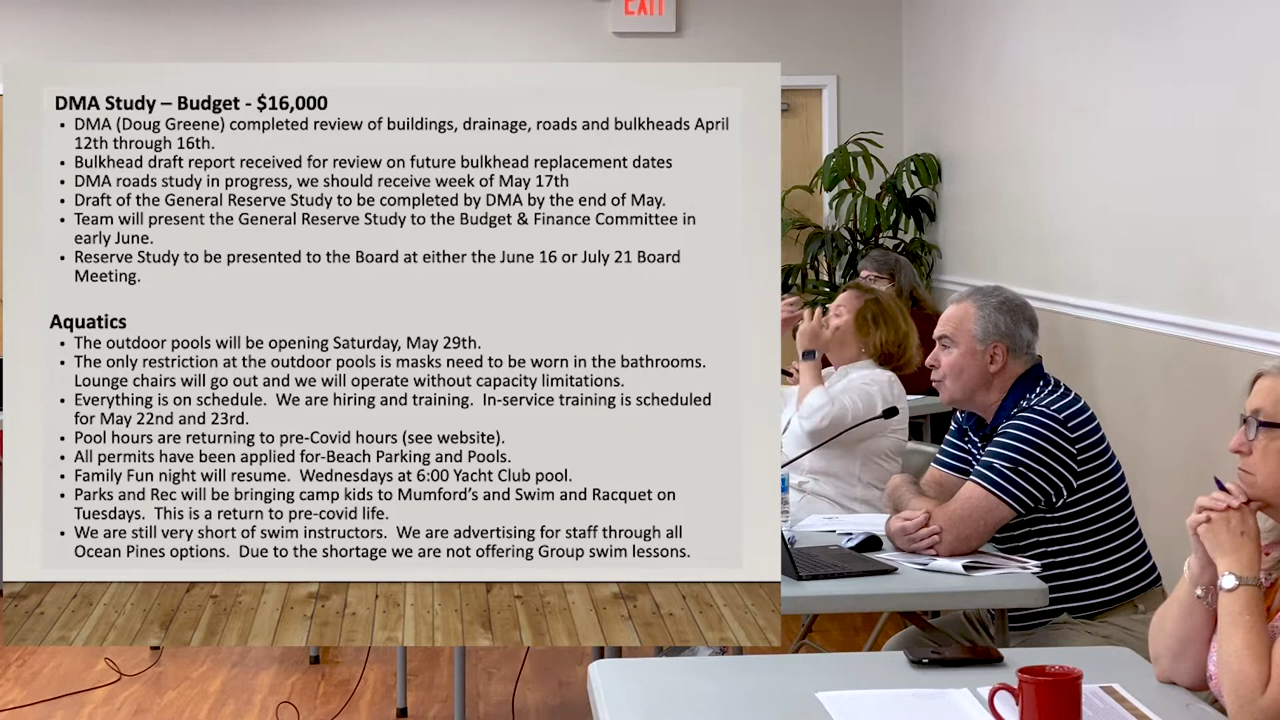 EXIT
DMA Study – Budget - $16,000
• DMA (Doug Greene) completed review of buildings, drainage, roads and bulkheads April
12th through 16th.
• Bulkhead draft report received for review on future bulkhead replacement dates
• DMA roads study in progress, we should receive week of May 17th
• Draft of the General Reserve Study to be completed by DMA by the end of May.
• Team will present the General Reserve Study to the Budget & Finance Committee in
early June.
• Reserve Study to be presented to the Board at either the June 16 or July 21 Board
Meeting.
Aquatics
• The outdoor pools will be opening Saturday, May 29th.
• The only restriction at the outdoor pools is masks need to be worn in the bathrooms.
Lounge chairs will go out and we will operate without capacity limitations.
• Everything is on schedule. We are hiring and training. In-service training is scheduled
for May 22nd and 23rd.
• Pool hours are returning to pre-Covid hours (see website).
• All permits have been applied for-Beach Parking and Pools.
• Family Fun night will resume. Wednesdays at 6:00 Yacht Club pool.
• Parks and Rec will be bringing camp kids to Mumford's and Swim and Racquet on
Tuesdays. This is a return to pre-covid life.
• We are still very short of swim instructors. We are advertising for staff through all
Ocean Pines options. Due to the shortage we are not offering Group swim lessons.